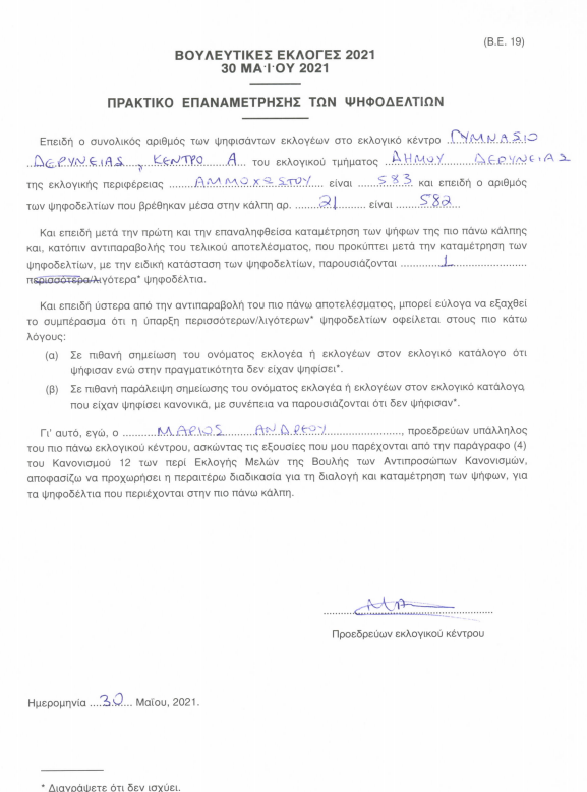 (Β.Ε. 19)
ΒΟΥΛΕΥΤΙΚΕΣ ΕΚΛΟΓΕΣ 2021
30 ΜΑΪΟΥ 2021
ΠΡΑΚΤΙΚΟ ΕΠΑΝΑΜΕΤΡΗΣΗΣ ΤΩΝ ΨΗΦΟΔΕΛΤΙΩΝ
Επειδή ο συνολικός αριθμός των ψηφισάντων εκλογέων στο εκλογικό κέντρο ΓΥΜΝΑΣΙΟ
ΔΕΡΥΝΕΙΑΣ, ΚΕΝΤΡΟ Α του εκλογικού τμήματος ΔΗΜΟΥ ΔΕΡΥΝΕΙΑΣ
της εκλογικής περιφέρειας ΑΜΜΟΧΩΣΤΟΥ είναι 583 και επειδή ο αριθμός
των ψηφοδελτίων που βρέθηκαν μέσα στην κάλπη αρ. 21 είναι 582
Και επειδή μετά την πρώτη και την επαναληφθείσα καταμέτρηση των ψήφων της πιο πάνω κάλπης
και, κατόπιν αντιπαραβολής του τελικού αποτελέσματος, που προκύπτει μετά την καταμέτρηση των
ψηφοδελτίων, με την ειδική κατάσταση των ψηφοδελτίων, παρουσιάζονται 1
περισσότερα/λιγότερα* ψηφοδέλτια.
Και επειδή ύστερα από την αντιπαραβολή του πιο πάνω αποτελέσματος, μπορεί εύλογα να εξαχθεί
το συμπέρασμα ότι η ύπαρξη περισσότερων/λιγότερων* ψηφοδελτίων οφείλεται στους πιο κάτω
λόγους:
(α) Σε πιθανή σημείωση του ονόματος εκλογέα ή εκλογέων στον εκλογικό κατάλογο ότι
ψήφισαν ενώ στην πραγματικότητα δεν είχαν ψηφίσει*.
(β) Σε πιθανή παράλειψη σημείωσης του ονόματος εκλογέα ή εκλογέων στον εκλογικό κατάλογο,
που είχαν ψηφίσει κανονικά, με συνέπεια να παρουσιάζονται ότι δεν ψήφισαν*.
Γι' αυτό, εγώ, ο ΜΑΡΙΟΣ ΑΝΔΡΕΟΥ, προεδρεύων υπάλληλος
του πιο πάνω εκλογικού κέντρου, ασκώντας τις εξουσίες που μου παρέχονται από την παράγραφο (4)
του Κανονισμού 12 των περί Εκλογής Μελών της Βουλής των Αντιπροσώπων Κανονισμών,
αποφασίζω να προχωρήσει η περαιτέρω διαδικασία για τη διαλογή και καταμέτρηση των ψήφων, για
τα ψηφοδέλτια που περιέχονται στην πιο πάνω κάλπη.
Προεδρεύων εκλογικού κέντρου
Ημερομηνία 30 Μαΐου, 2021.
* Διαγράψετε ότι δεν ισχύει.